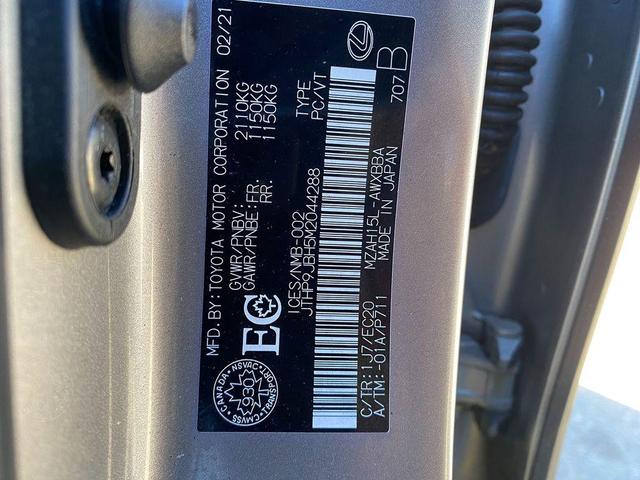 MFD. BY: TOYOTA MOTOR CORPORATION 02/21
GVWR/PNBV: 2110KG
GAWR/PNBE: FR: 1150KG
RR. 1150KG
ICES/NMB-002 TYPE
JTHP9JBH5M2044288 PC/VT
EC
CANADA NSVAC TRANSPORT CMVSS
930
MZAH15L-AWXBBA
MADE IN JAPAN
707 B
C/TR: 1J7/EC20
A/TM: -01A/P711